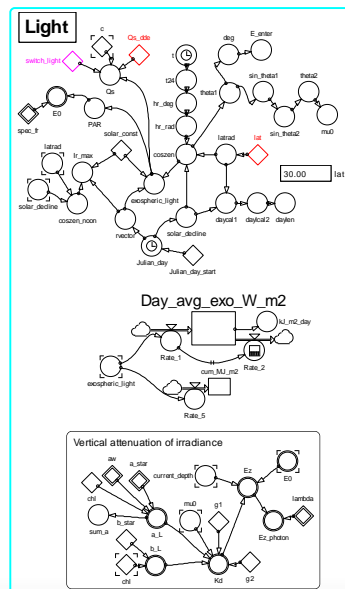 Light
c
Qs_dde
switch_light
Qs
t
deg
E_enter
t24
theta1
sin_theta1
theta2
E0
PAR
hr_deg
spec_fr
solar_const
hr_rad
sin_theta2
mu0
latrad
Ir_max
coszen
latrad
lat
30.00
lat
solar_decline
coszen_noon
exospheric_light
rvector
solar_decline
daycal1
daylcal2
daylen
Julian_day
Julian_day_start
Day_avg_exo_W_m2
kJ_m2_day
Rate_1
cum_MJ_m2
Rate_2
exospheric_light
Rate_5
Vertical attenuation of irradiance
aw
a_star
chl
current_depth
Ez
E0
sum_a
b_star
a_L
mu0
g1
lambda
Ez_photon
b_L
chl
Kd
g2